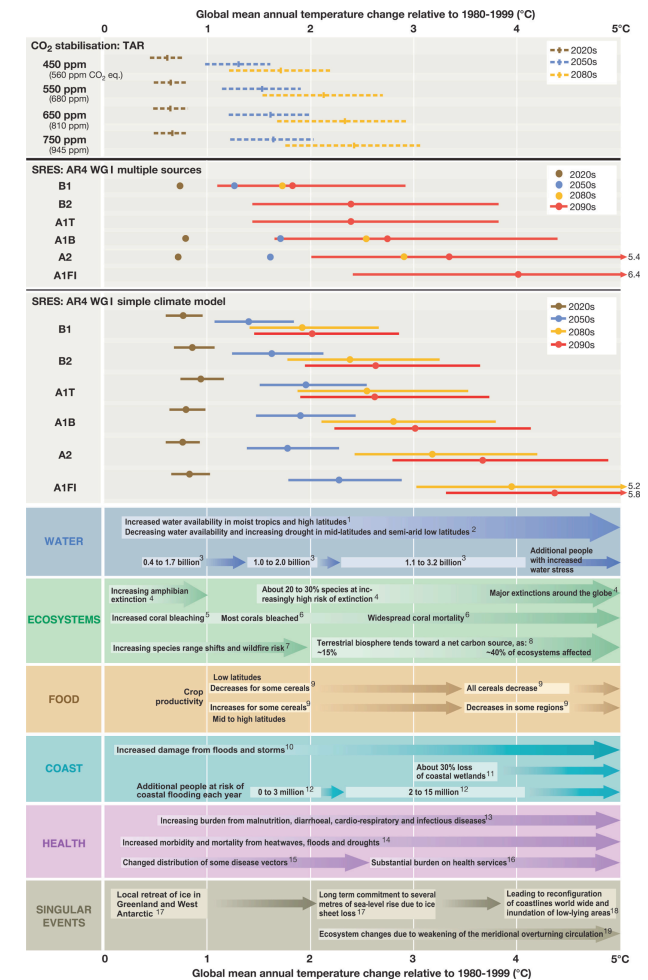 Global mean annual temperature change relative to 1980-1999 (°C)
0 1 2 3 4 5°C
CO2 stabilisation: TAR
450 ppm
(560 ppm CO2 eq.)
550 ppm
(680 ppm)
650 ppm
(810 ppm)
750 ppm
(945 ppm)
2020s
2050s
2080s
SRES: AR4 WG I multiple sources
B1
B2
A1T
A1B
A2
A1FI
2020s
2050s
2080s
2090s
5.4
6.4
SRES: AR4 WG I simple climate model
B1
B2
A1T
A1B
A2
A1FI
2020s
2050s
2080s
2090s
5.2
5.8
WATER
Increased water availability in moist tropics and high latitudes 1
Decreasing water availability and increasing drought in mid-latitudes and semi-arid low latitudes 2
0.4 to 1.7 billion 3
1.0 to 2.0 billion 3
1.1 to 3.2 billion 3
Additional people
with increased
water stress
ECOSYSTEMS
Increasing amphibian
extinction 4
About 20 to 30% species at inc-
reasingly high risk of extinction 4
Major extinctions around the globe 4
Increased coral bleaching 5
Most corals bleached 6
Widespread coral mortality 6
Increasing species range shifts and wildfire risk 7
Terrestrial biosphere tends toward a net carbon source, as: 8
~15%
~40% of ecosystems affected
FOOD
Crop
productivity
Low latitudes
Decreases for some cereals 9
All cereals decrease 9
Increases for some cereals 9
Mid to high latitudes
Decreases in some regions 9
COAST
Increased damage from floods and storms 10
About 30% loss
of coastal wetlands 11
Additional people at risk of
coastal flooding each year
0 to 3 million 12
2 to 15 million 12
HEALTH
Increasing burden from malnutrition, diarrhoeal, cardio-respiratory and infectious diseases 13
Increased morbidity and mortality from heatwaves, floods and droughts 14
Changed distribution of some disease vectors 15
Substantial burden on health services 16
SINGULAR
EVENTS
Local retreat of ice in
Greenland and West
Antarctic 17
Long term commitment to several
metres of sea-level rise due to ice
sheet loss 17
Leading to reconfiguration
of coastlines world wide and
inundation of low-lying areas 18
Ecosystem changes due to weakening of the meridional overturning circulation 19
0 1 2 3 4 5°C
Global mean annual temperature change relative to 1980-1999 (°C)